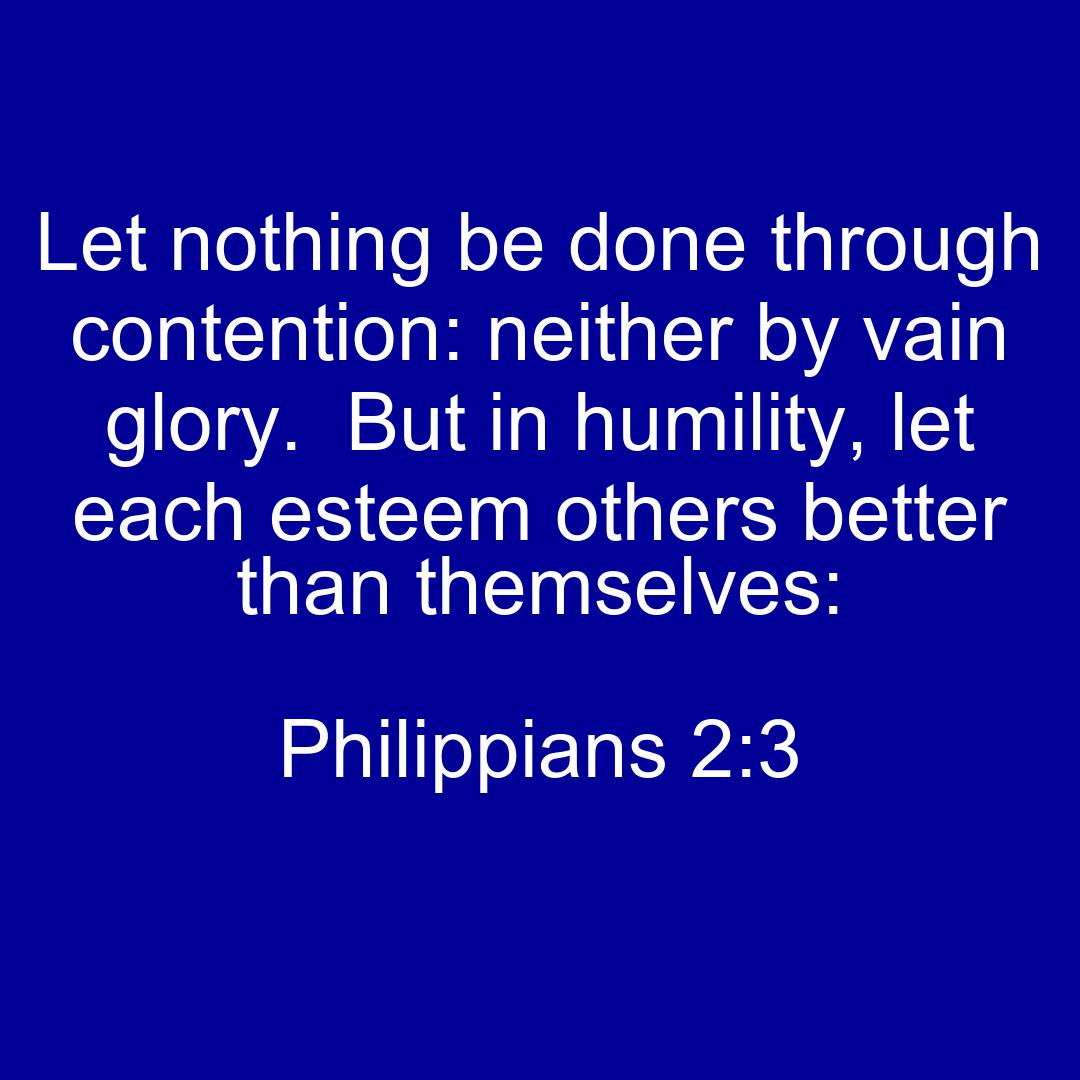 Let nothing be done through
contention: neither by vain
glory.  But in humility, let
each esteem others better
than themselves:
Philippians 2:3